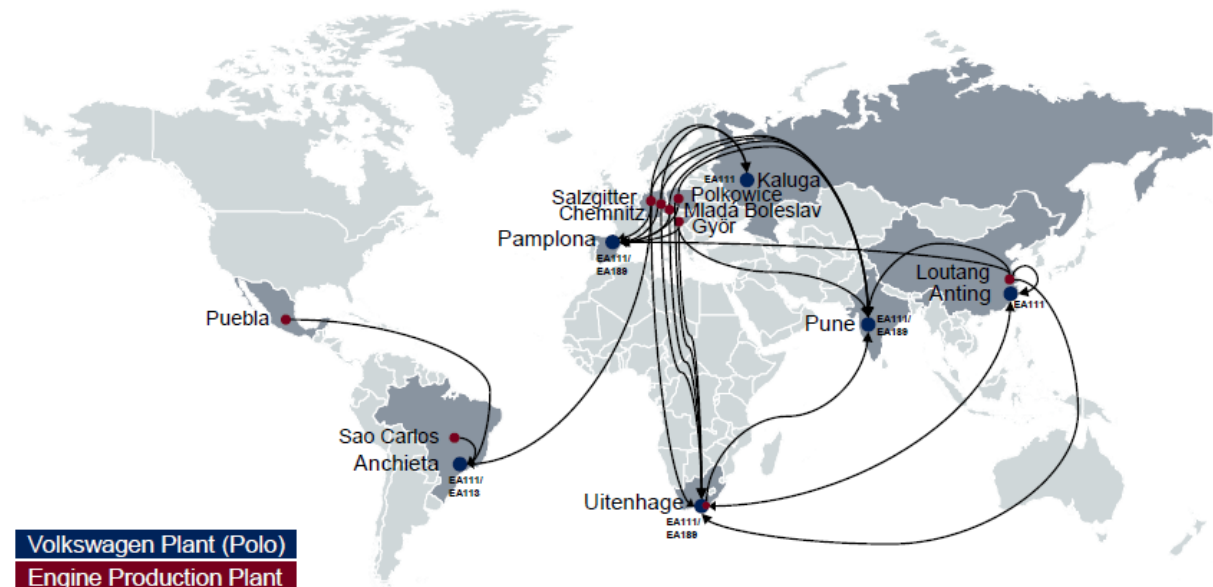 EA111
Kaluga
Salzgitter
Polkowice
Chemnitz
Mladá Boleslav
Györ
Pamplona
EA111/
EA189
Loutang
Anting
EA111
Puebla
Pune
EA111/
EA189
Sao Carlos
Anchieta
EA111/
EA113
Uitenhage
EA111/
EA189
Volkswagen Plant (Polo)
Engine Production Plant